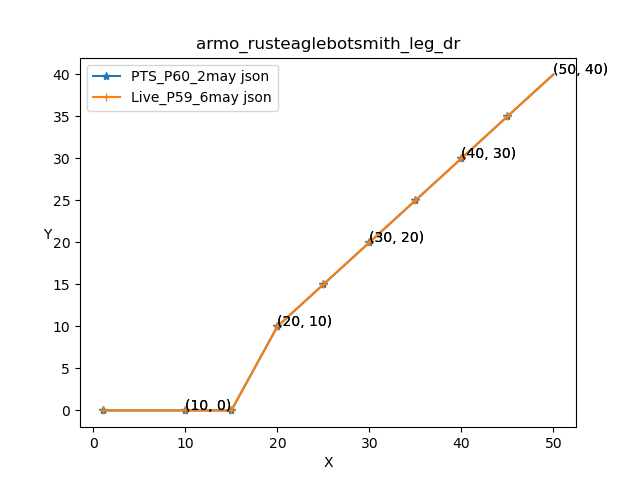 armo_rusteaglebotsmith_leg_dr
PTS_P60_2may json
Live_P59_6may json
(50, 40)
(40, 30)
(30, 20)
(20, 10)
(10, 0)
Y
40
35
30
25
20
15
10
5
0
0 10 20 30 40 50
X